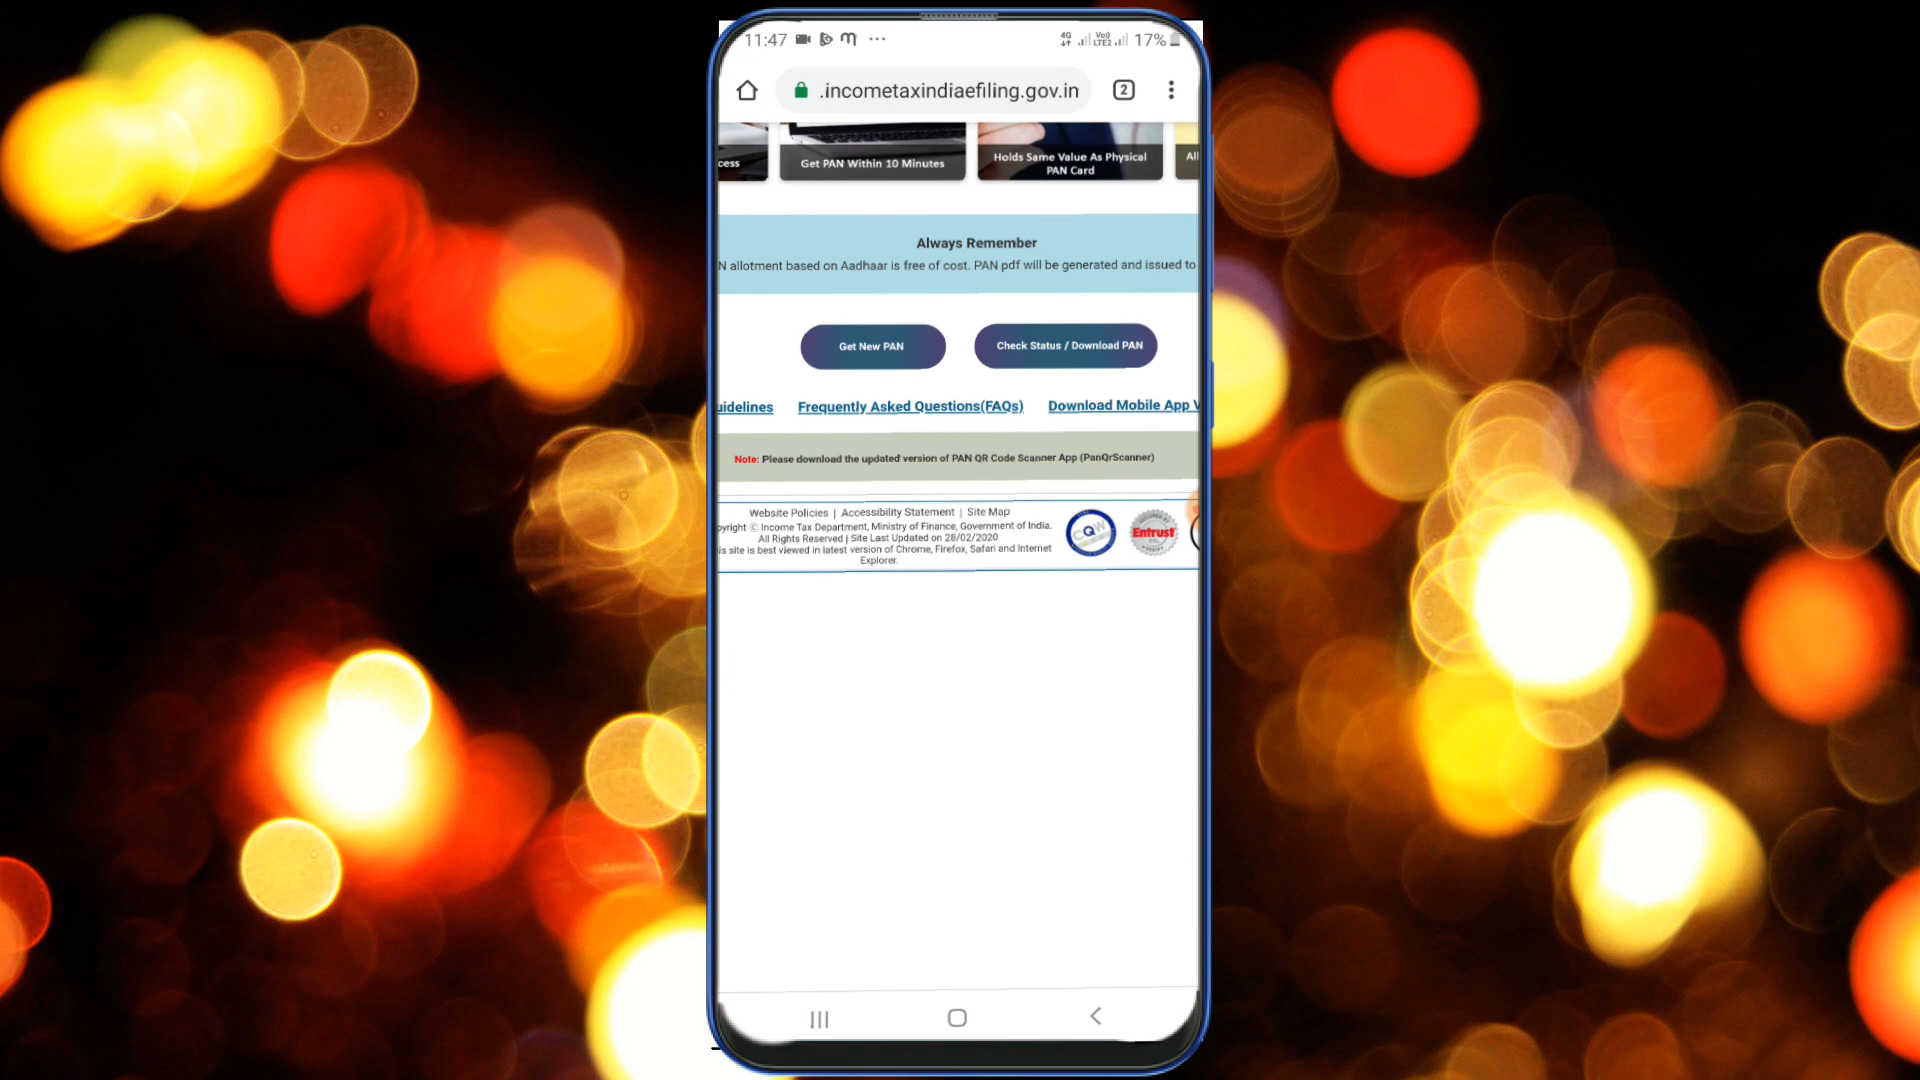 11:47 ... 4G Vo)) LTE2 17%
.incometaxindiaefiling.gov.in 2
cess Get PAN Within 10 Minutes Holds Same Value As Physical PAN Card All
Always Remember
N allotment based on Aadhaar is free of cost. PAN pdf will be generated and issued to
Get New PAN Check Status / Download PAN
uidelines Frequently Asked Questions(FAQs) Download Mobile App V
Note: Please download the updated version of PAN QR Code Scanner App (PanQrScanner)
Website Policies | Accessibility Statement | Site Map
pyright © Income Tax Department, Ministry of Finance, Government of India.
All Rights Reserved | Site Last Updated on 28/02/2020
is site is best viewed in latest version of Chrome, Firefox, Safari and Internet
Explorer.
CQW
Entrust